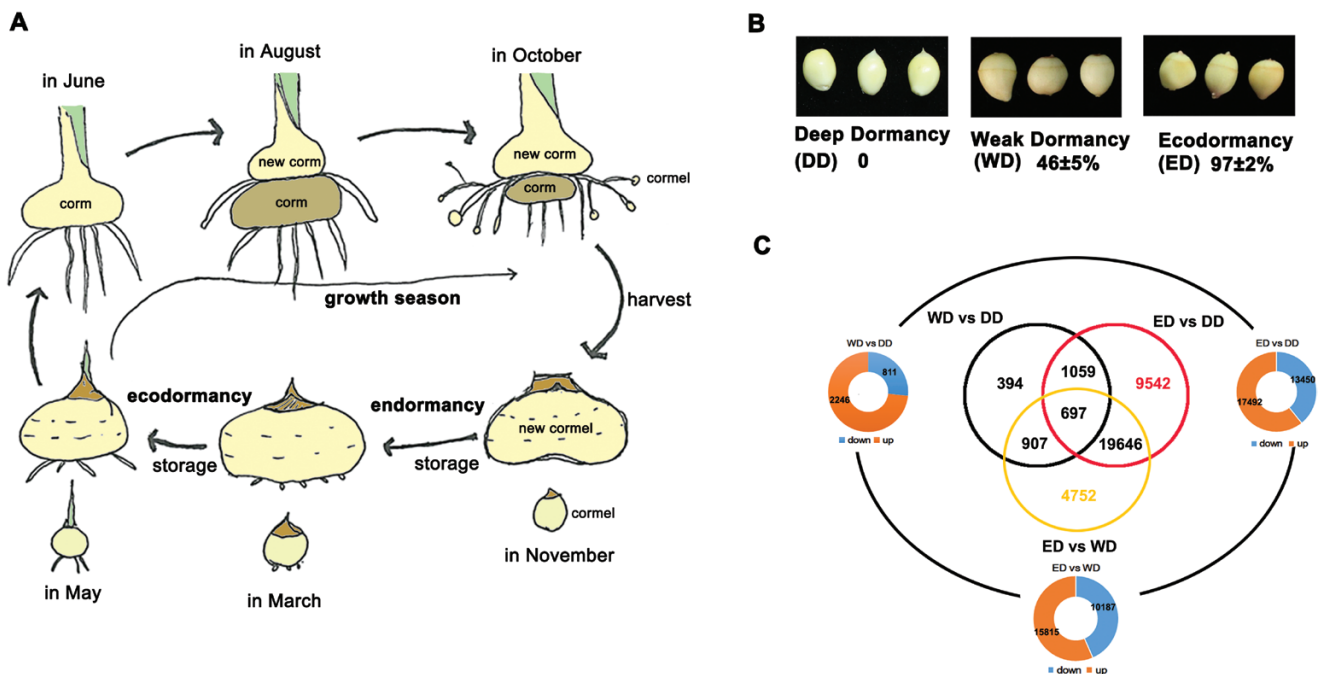 A
in June
in August
in October
corm
new corm
corm
new corm
corm
cormel
growth season
harvest
ecodormancy
endormancy
storage
storage
new cormel
cormel
in May
in March
in November
B
Deep Dormancy
(DD) 0
Weak Dormancy
(WD) 46±5%
Ecodormancy
(ED) 97±2%
C
WD vs DD
ED vs DD
WD vs DD
811
2246
down up
394
1059
9542
697
907
19646
4752
ED vs DD
13450
17492
down up
ED vs WD
ED vs WD
10187
15815
down up